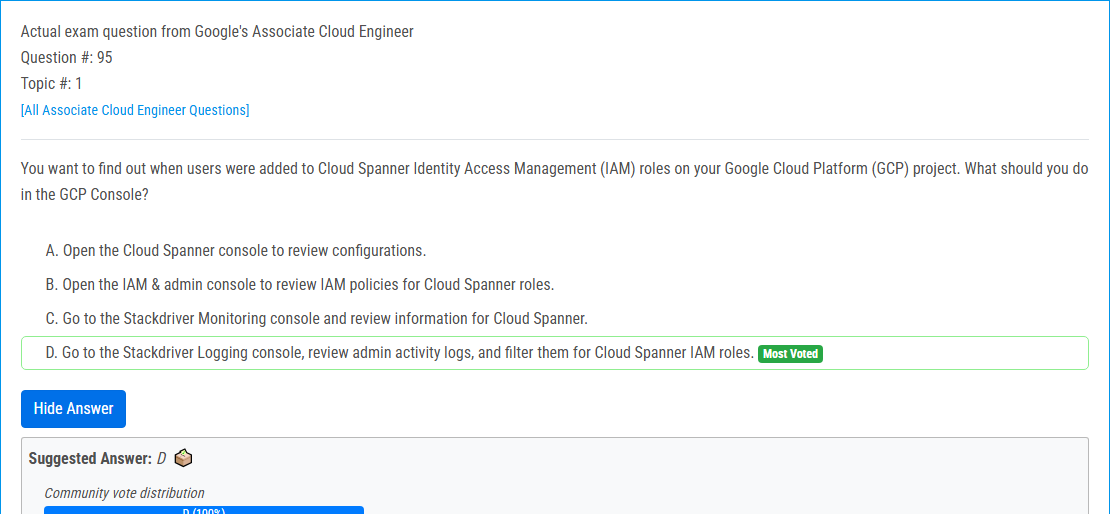 Actual exam question from Google's Associate Cloud Engineer
Question #: 95
Topic #: 1
[All Associate Cloud Engineer Questions]
You want to find out when users were added to Cloud Spanner Identity Access Management (IAM) roles on your Google Cloud Platform (GCP) project. What should you do
in the GCP Console?
A. Open the Cloud Spanner console to review configurations.
B. Open the IAM & admin console to review IAM policies for Cloud Spanner roles.
C. Go to the Stackdriver Monitoring console and review information for Cloud Spanner.
D. Go to the Stackdriver Logging console, review admin activity logs, and filter them for Cloud Spanner IAM roles. Most Voted
Hide Answer
Suggested Answer: D
Community vote distribution
D (100%)